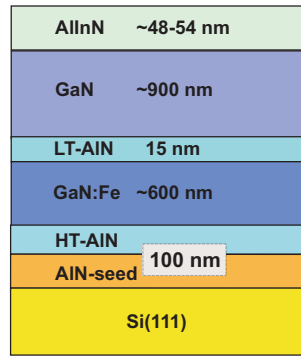 AlInN ~48-54 nm
GaN ~900 nm
LT-AlN 15 nm
GaN:Fe ~600 nm
HT-AlN
100 nm
AlN-seed
Si(111)